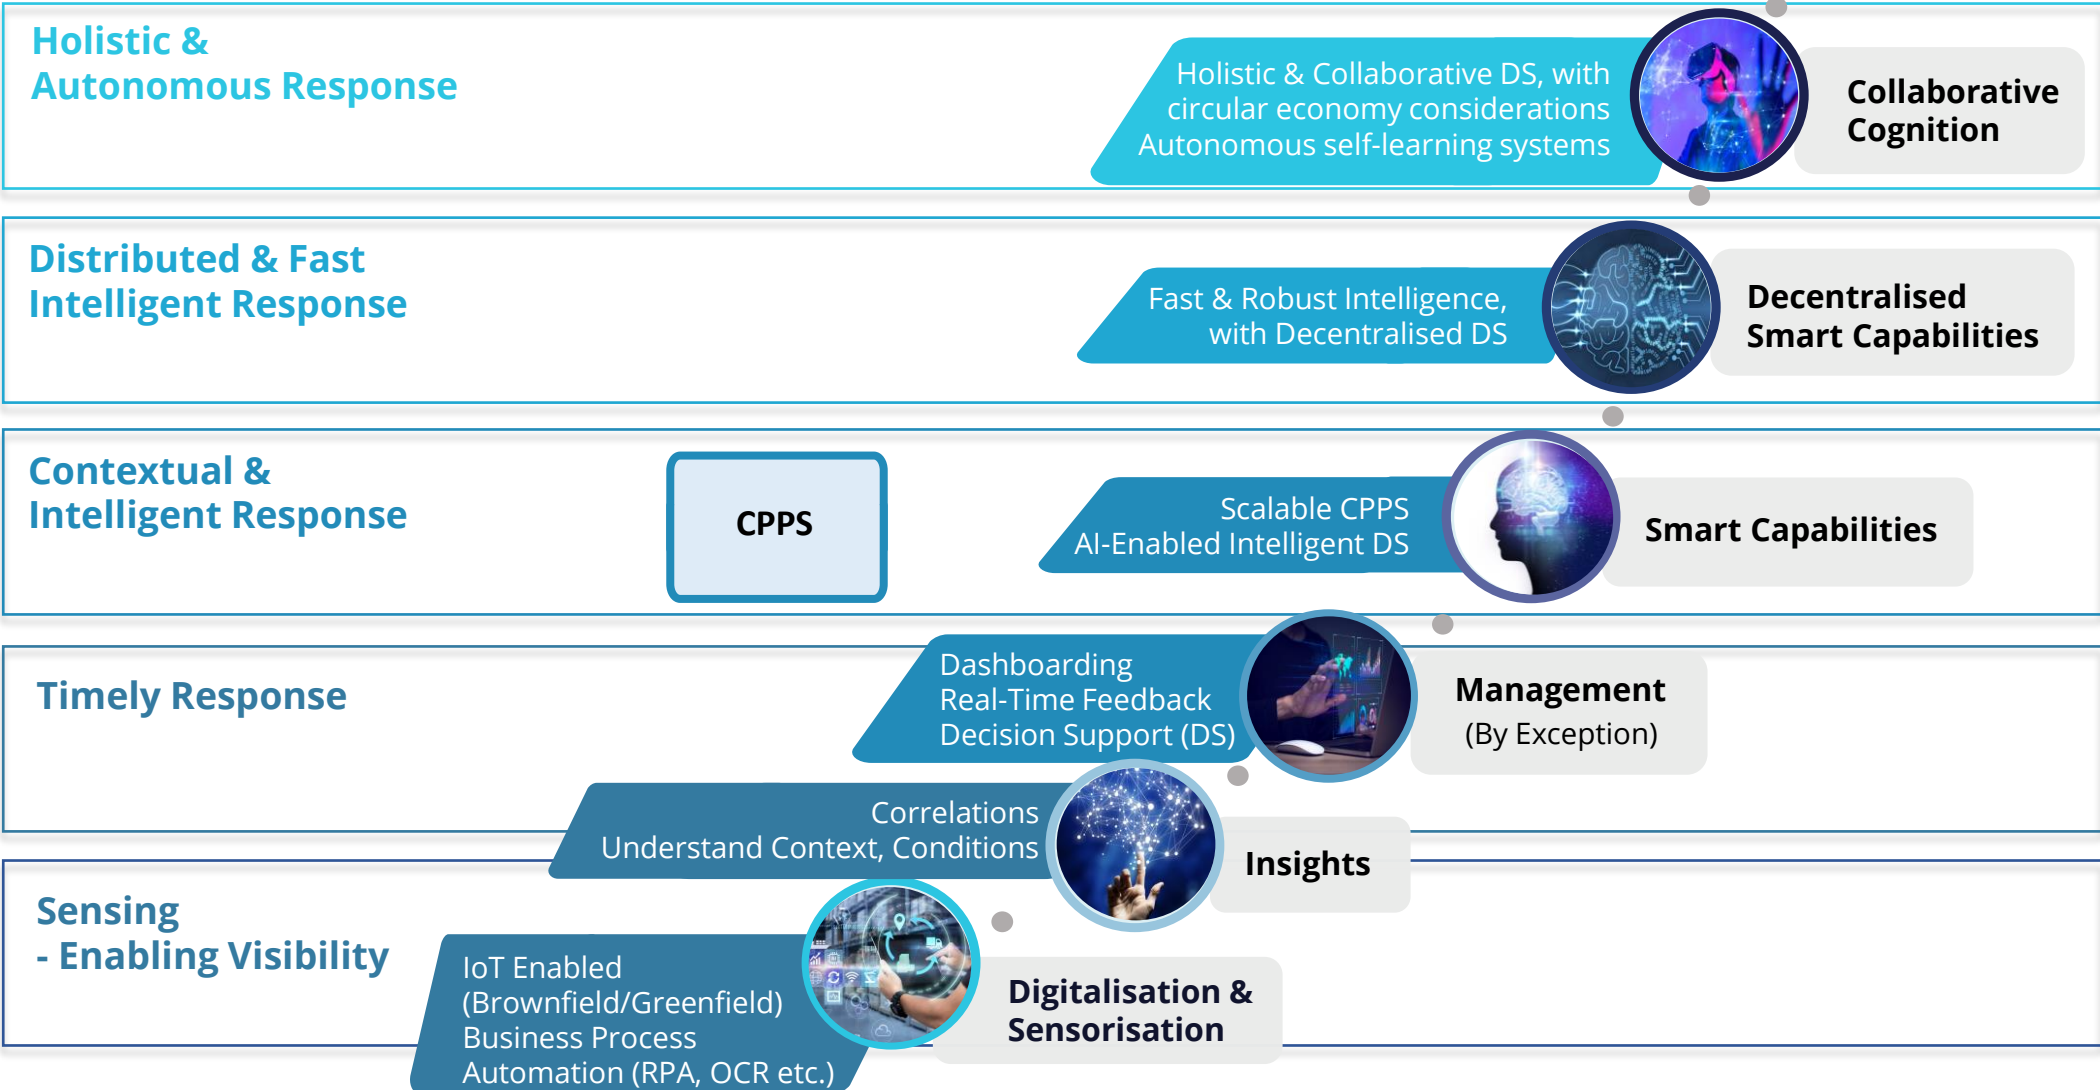 Holistic &
Autonomous Response
Holistic & Collaborative DS, with
circular economy considerations
Autonomous self-learning systems
Collaborative
Cognition
Distributed & Fast
Intelligent Response
Fast & Robust Intelligence,
with Decentralised DS
Decentralised
Smart Capabilities
Contextual &
Intelligent Response
CPPS
Scalable CPPS
AI-Enabled Intelligent DS
Smart Capabilities
Timely Response
Dashboarding
Real-Time Feedback
Decision Support (DS)
Management
(By Exception)
Correlations
Understand Context, Conditions
Insights
Sensing
- Enabling Visibility
IoT Enabled
(Brownfield/Greenfield)
Business Process
Automation (RPA, OCR etc.)
Digitalisation &
Sensorisation